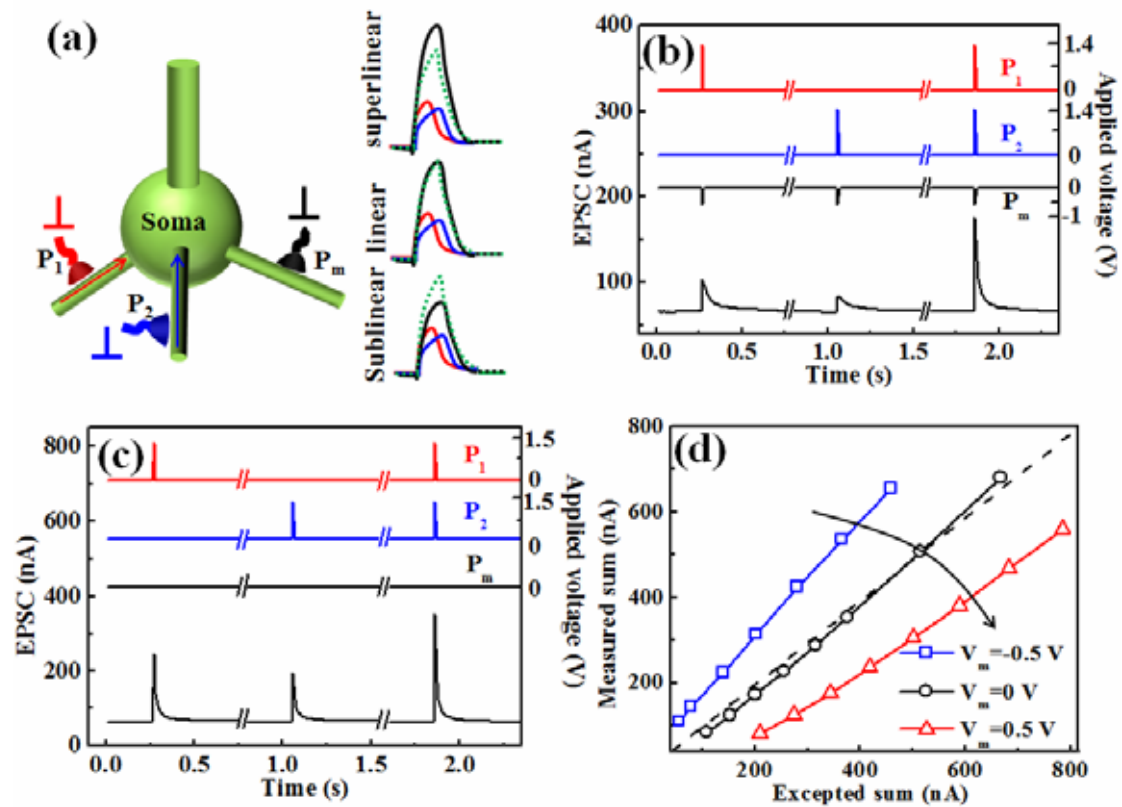 (a)
Soma
P1
P2
Pm
superlinear
linear
Sublinear
(b)
400
350
300
250
200
150
100
50
EPSC (nA)
0.0 0.5 1.0 1.5 2.0
Time (s)
P1
P2
Pm
1.4
0
1.4
0
0
-1
Applied voltage (V)
(c)
800
600
400
200
0
EPSC (nA)
0.0 0.5 1.0 1.5 2.0
Time (s)
P1
P2
Pm
1.5
0
1.5
0
0
Applied voltage (V)
(d)
800
600
400
200
Measured sum (nA)
200 400 600 800
Excepted sum (nA)
Vm=-0.5 V
Vm=0 V
Vm=0.5 V